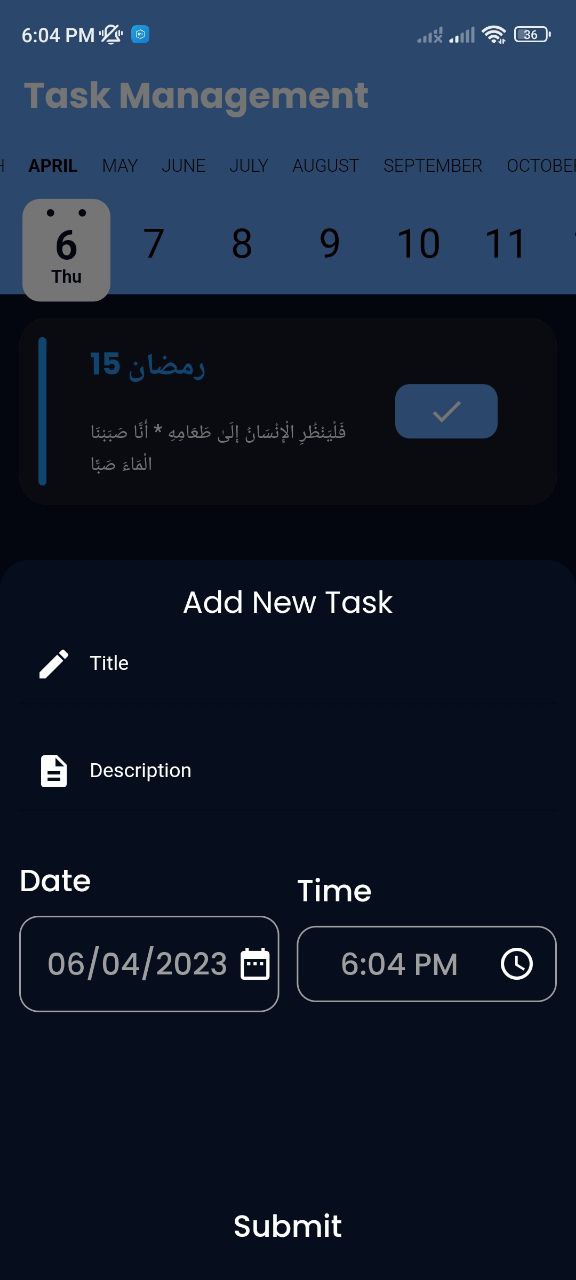 6:04 PM
36
Task Management
H APRIL MAY JUNE JULY AUGUST SEPTEMBER OCTOBE
6 7 8 9 10 11
Thu
15 رمضان
فَلْيَنْظُرِ الْإِنْسَانُ إِلَىٰ طَعَامِهِ * أَنَّا صَبَبْنَا
الْمَاءَ صَبًّا
Add New Task
Title
Description
Date
Time
06/04/2023
6:04 PM
Submit